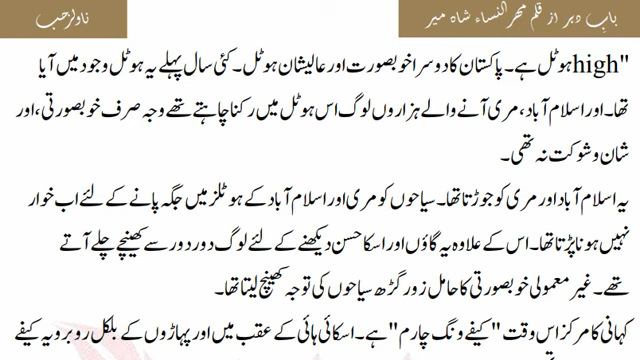 ناولز حب
بابِ دہر از قلم مہرالنساء شاہ میر
"high ہوٹل ہے۔ پاکستان کا دوسرا خوبصورت اور عالیشان ہوٹل۔ کئی سال پہلے یہ ہوٹل وجود میں آیا
تھا۔ اور اسلام آباد، مری آنے والے ہزاروں لوگ اس ہوٹل میں رکنا چاہتے تھے وجہ صرف خوبصورتی، اور
شان و شوکت نہ تھی۔
یہ اسلام آباد اور مری کو جوڑتا تھا۔ سیاحوں کو مری اور اسلام آباد کے ہوٹلز میں جگہ پانے کے لئے اب خوار
نہیں ہونا پڑتا تھا۔ اس کے علاوہ یہ گاؤں اور اسکا حسن دیکھنے کے لئے لوگ دور دور سے کھینچے چلے آتے
تھے۔ غیر معمولی خوبصورتی کا حامل زور گڑھ سیاحوں کی توجہ کھینچ لیتا تھا۔
کہانی کا مرکز اس وقت "کیفے ونگ چارم" ہے۔ اسکائی ہائی کے عقب میں اور پہاڑوں کے بلکل روبرو یہ کیفے